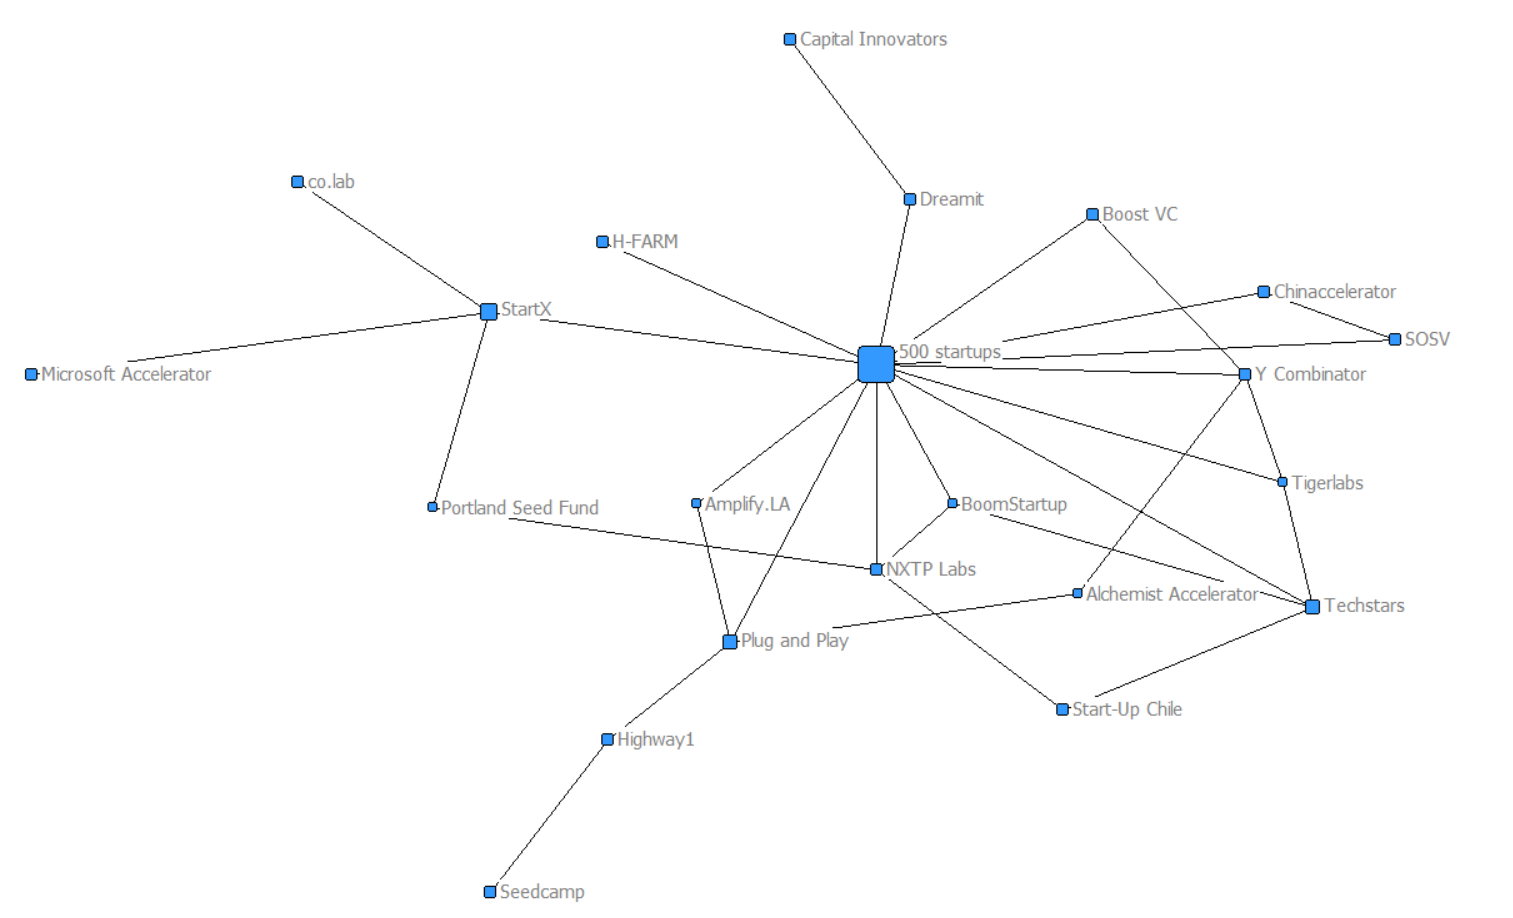 Capital Innovators
co.lab
Dreamit
Boost VC
H-FARM
Chinaccelerator
StartX
SOSV
500 startups
Microsoft Accelerator
Y Combinator
Tigerlabs
Portland Seed Fund
Amplify.LA
BoomStartup
NXTP Labs
Alchemist Accelerator
Techstars
Plug and Play
Start-Up Chile
Highway1
Seedcamp